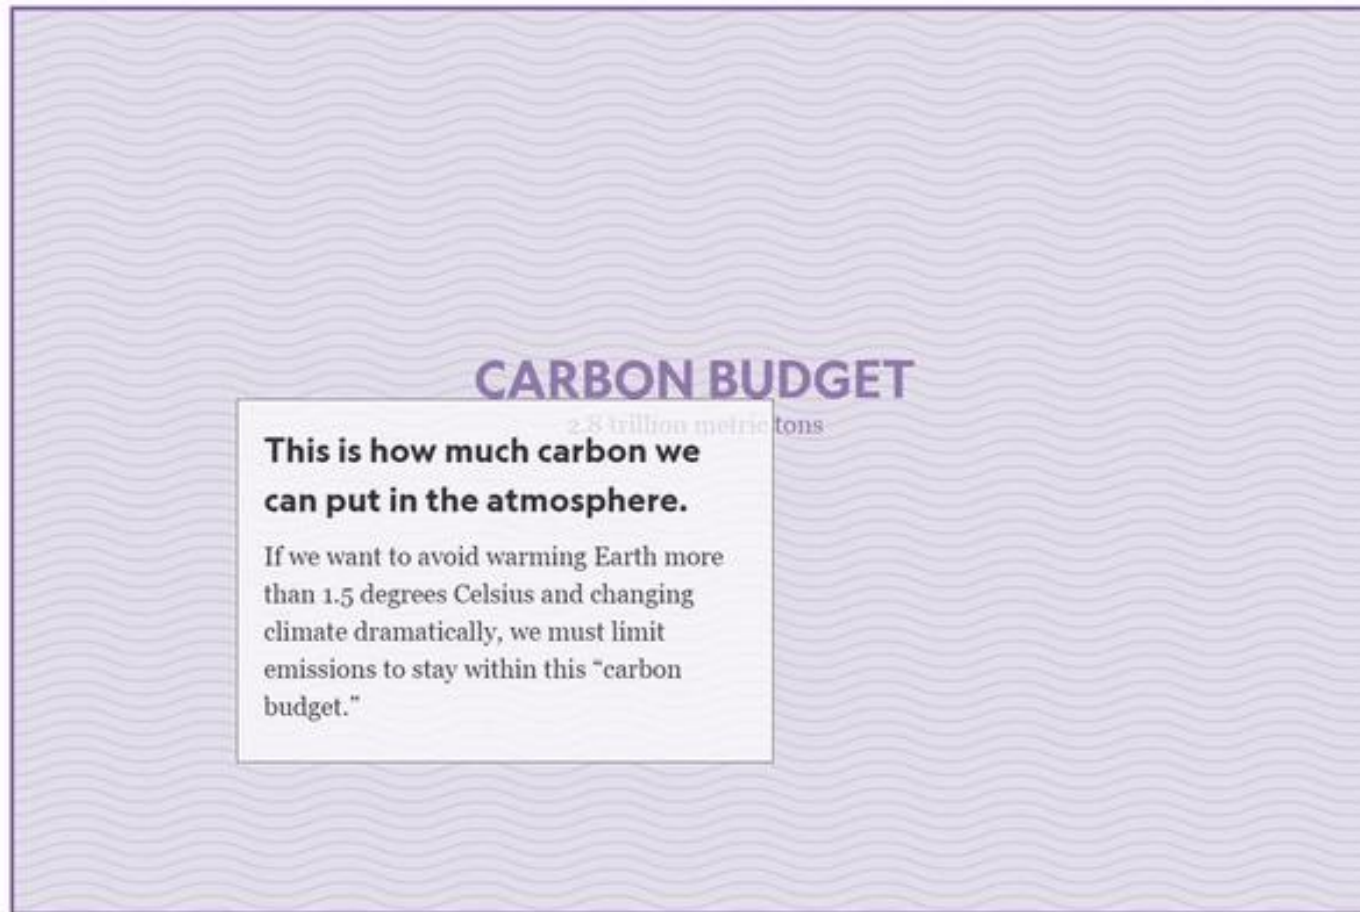 CARBON BUDGET
2.8 trillion metric tons
This is how much carbon we
can put in the atmosphere.
If we want to avoid warming Earth more
than 1.5 degrees Celsius and changing
climate dramatically, we must limit
emissions to stay within this “carbon
budget.”